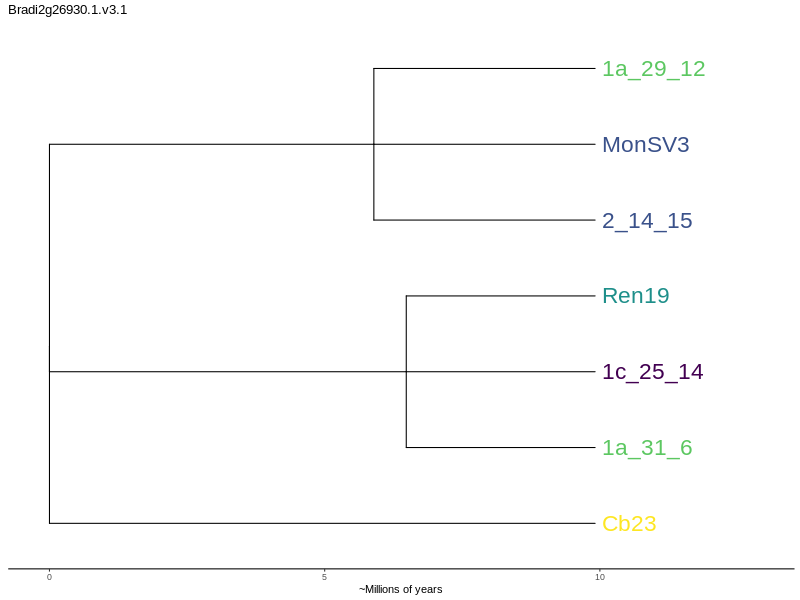 Bradi2g26930.1.v3.1
1a_29_12
MonSV3
2_14_15
Ren19
1c_25_14
1a_31_6
Cb23
0 5 10
~Millions of years